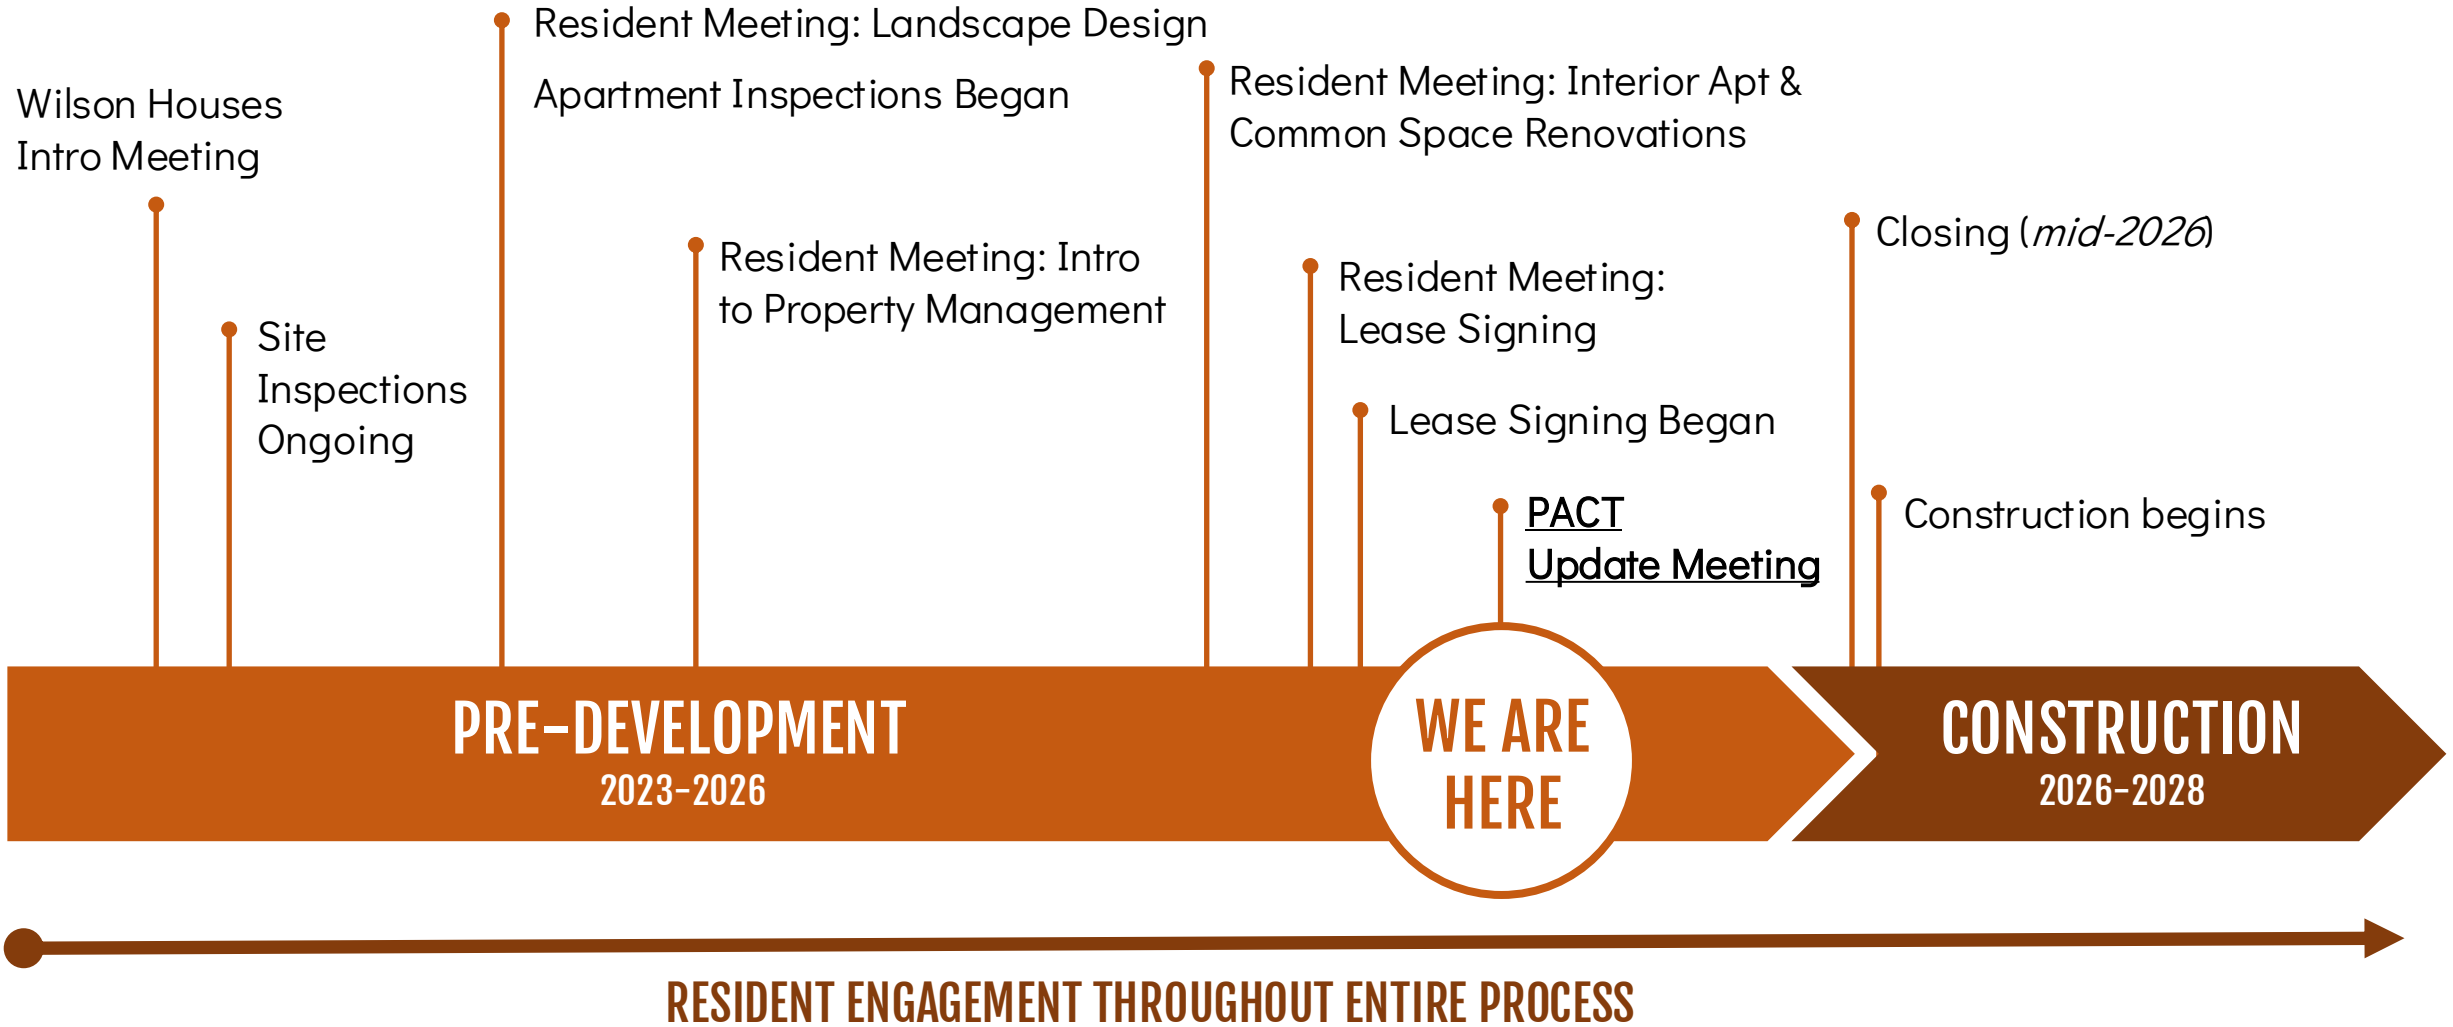 Wilson Houses
Intro Meeting
Site
Inspections
Ongoing
Resident Meeting: Landscape Design
Apartment Inspections Began
Resident Meeting: Intro
to Property Management
Resident Meeting: Interior Apt &
Common Space Renovations
Resident Meeting:
Lease Signing
Lease Signing Began
PACT
Update Meeting
Closing (mid-2026)
Construction begins
PRE-DEVELOPMENT
2023-2026
WE ARE
HERE
CONSTRUCTION
2026-2028
RESIDENT ENGAGEMENT THROUGHOUT ENTIRE PROCESS